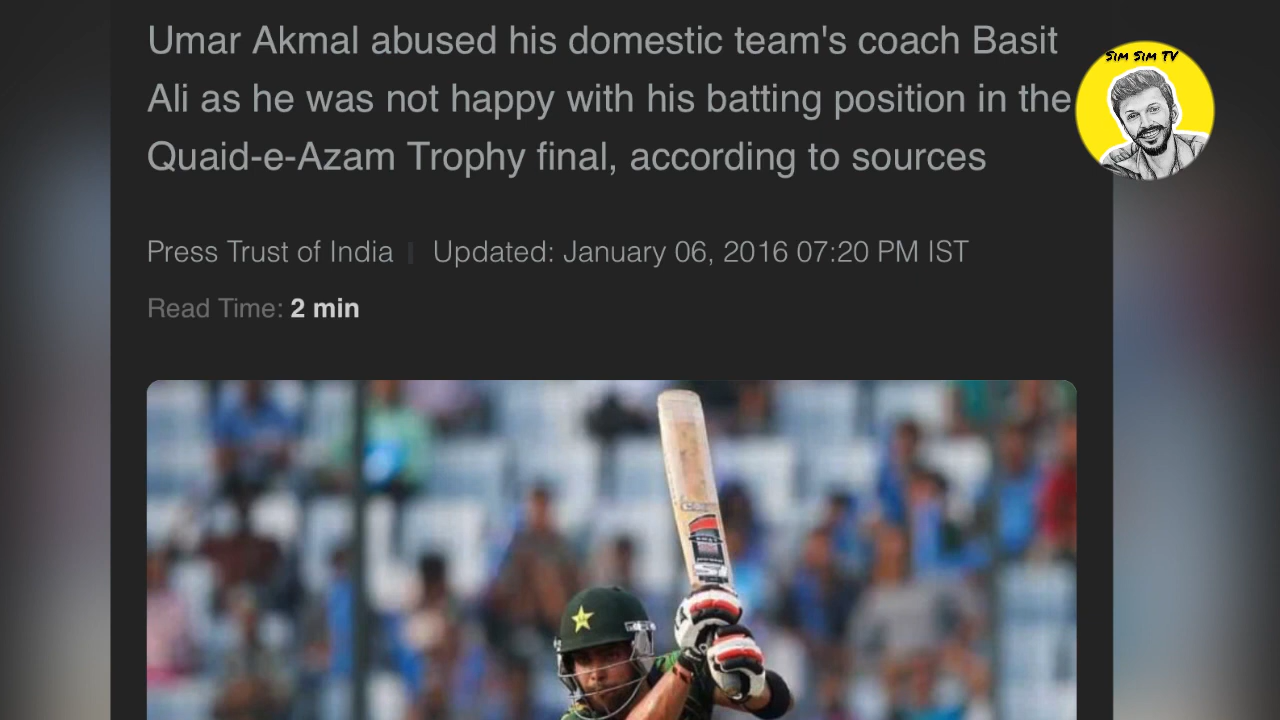 Umar Akmal abused his domestic team's coach Basit
Ali as he was not happy with his batting position in the
Quaid-e-Azam Trophy final, according to sources
SIM SIM TV
Press Trust of India | Updated: January 06, 2016 07:20 PM IST
Read Time: 2 min